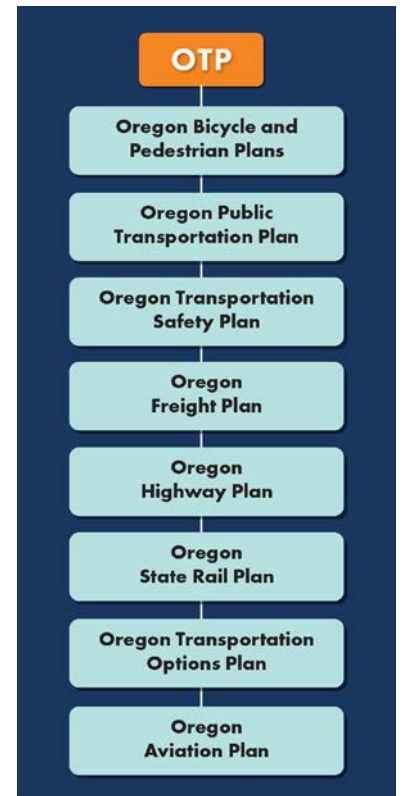 OTP
Oregon Bicycle and
Pedestrian Plans
Oregon Public
Transportation Plan
Oregon Transportation
Safety Plan
Oregon
Freight Plan
Oregon
Highway Plan
Oregon
State Rail Plan
Oregon Transportation
Options Plan
Oregon
Aviation Plan